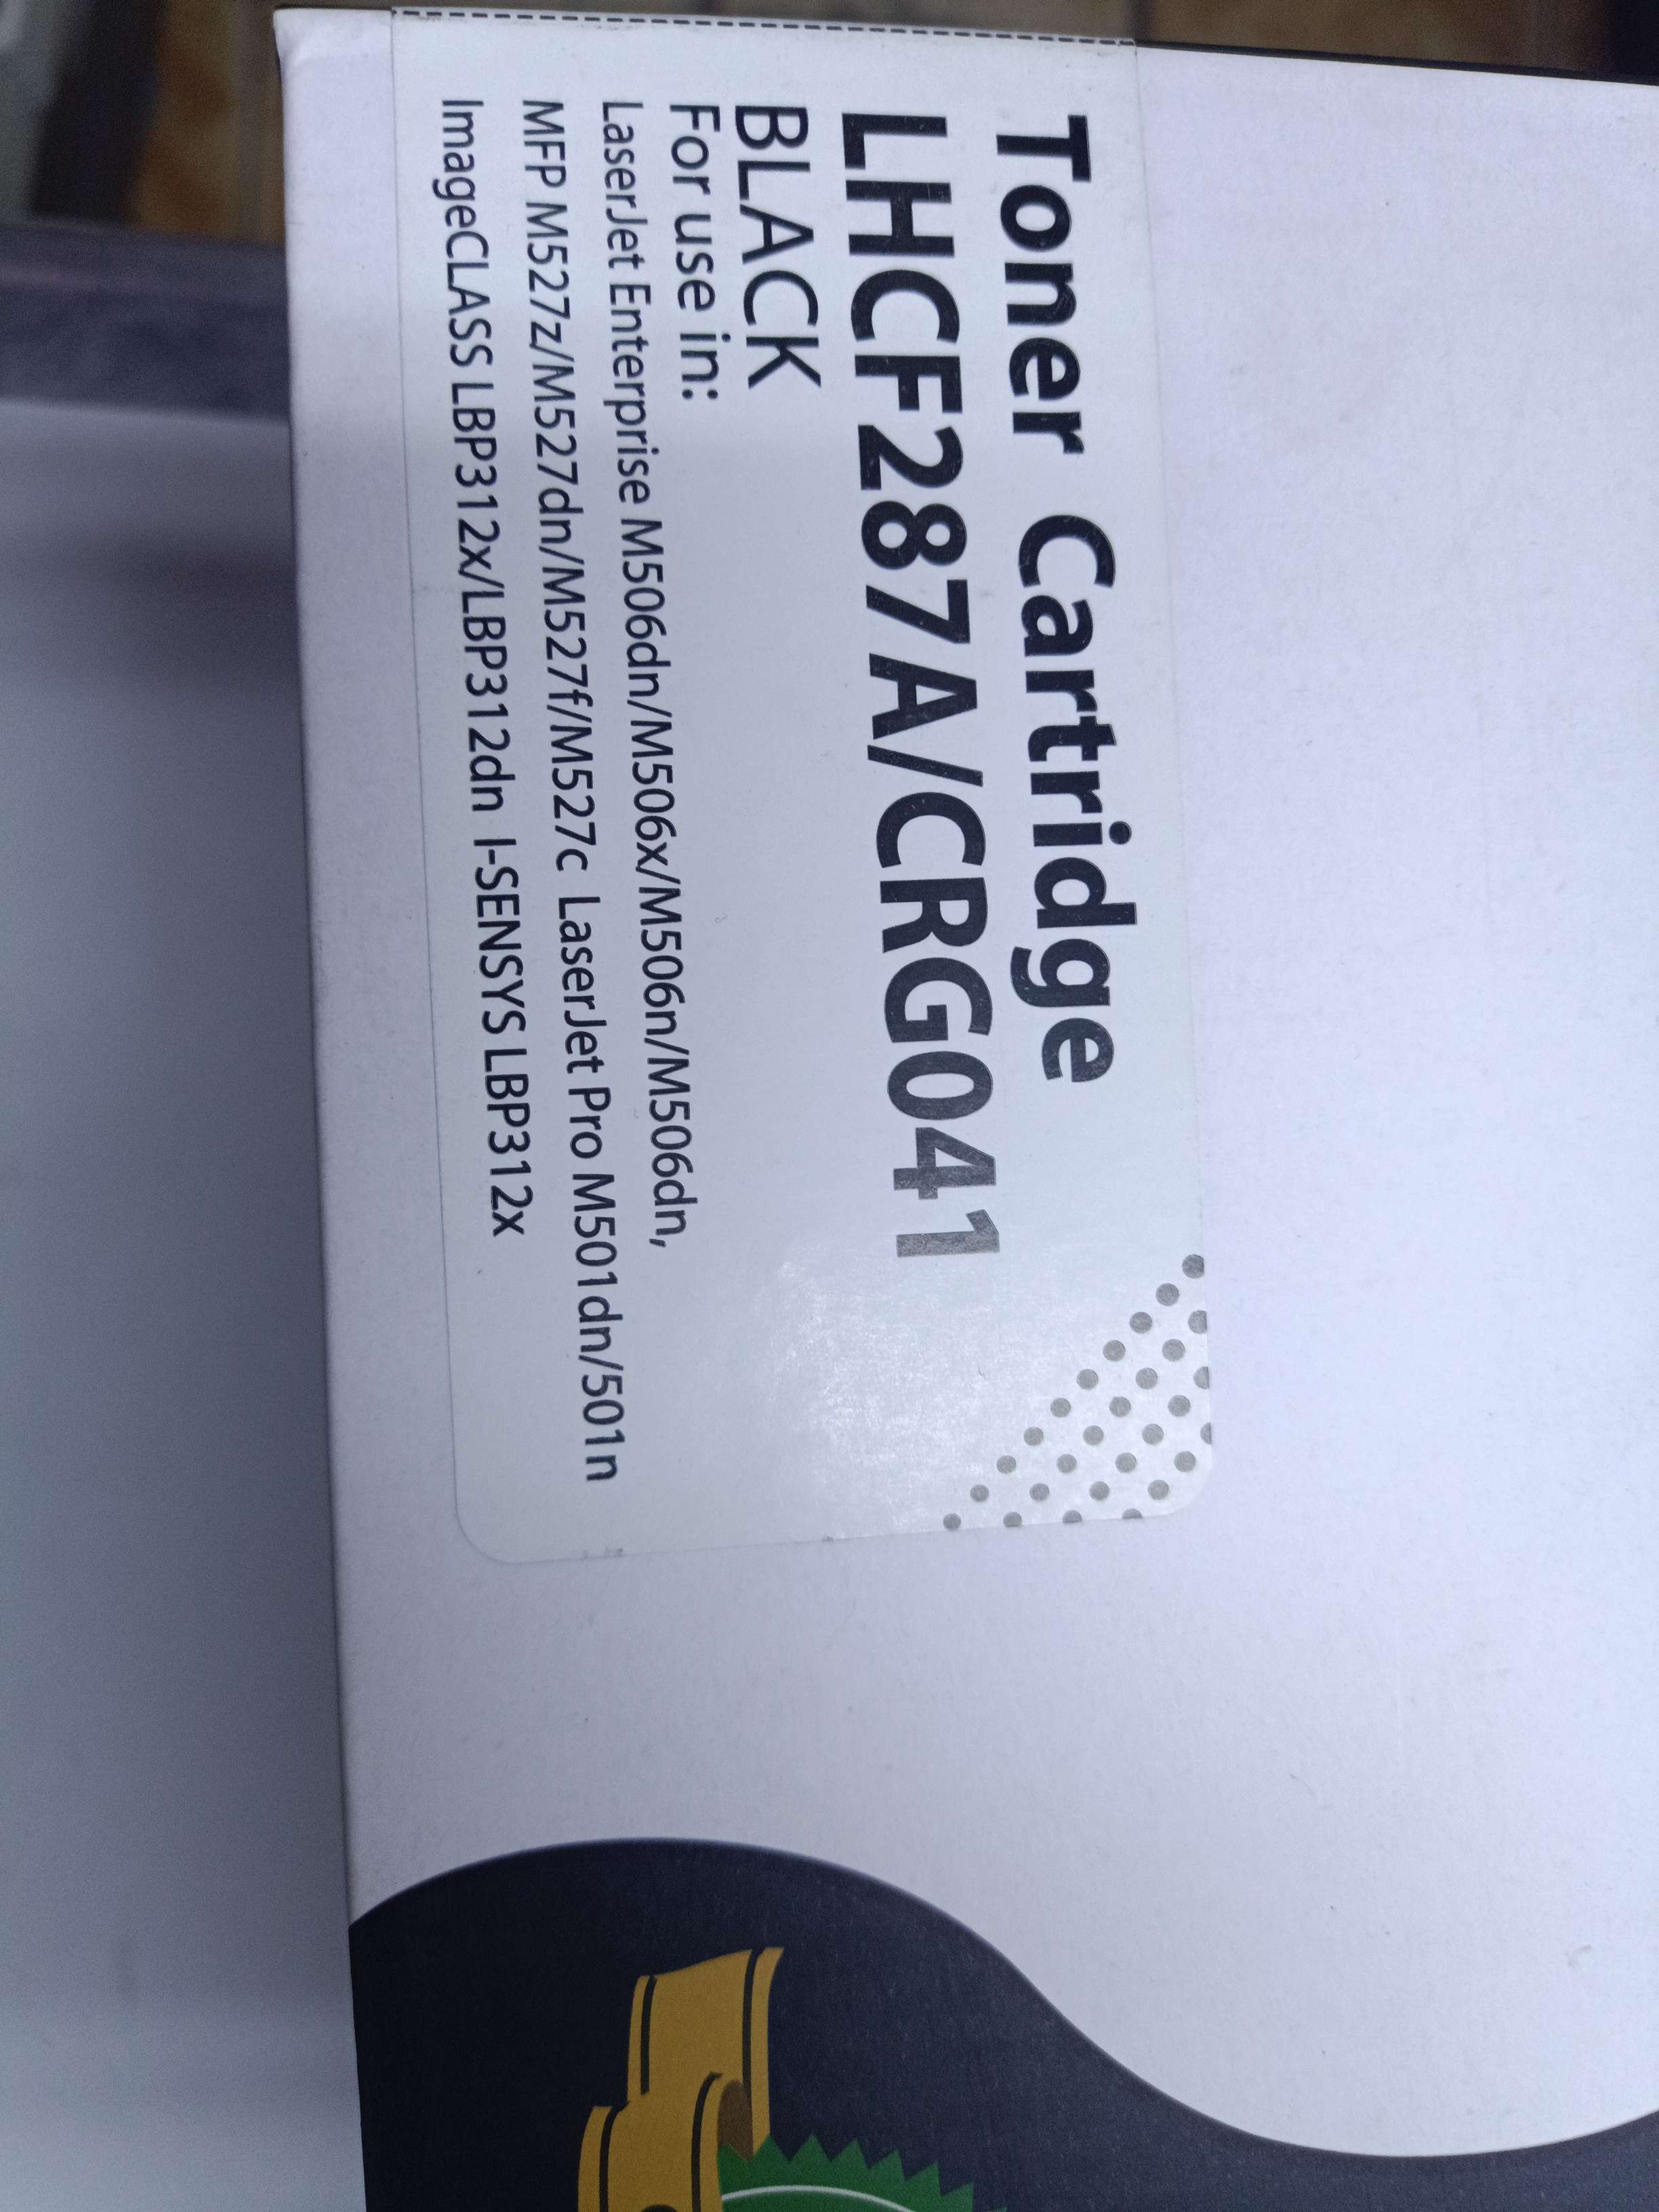 Toner Cartridge
LHCF287A/CRG041
BLACK
For use in:
LaserJet Enterprise M506dn/M506x/M506n/M506dn,
MFP M527z/M527dn/M527f/M527c LaserJet Pro M501dn/501n
ImageCLASS LBP312x/LBP312dn I-SENSYS LBP312x